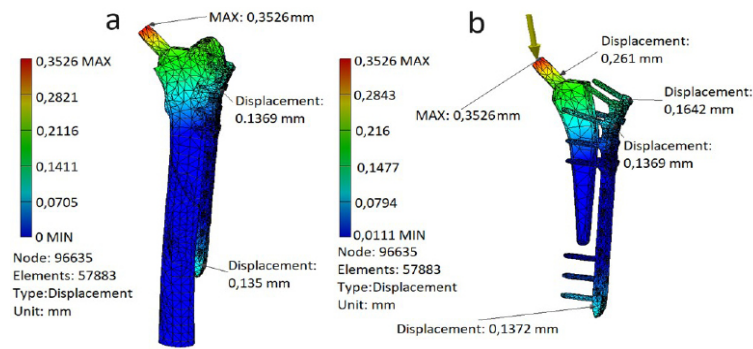 a
MAX: 0,3526mm
0,3526 MAX
0,2821
0,2116
0,1411
0,0705
0 MIN
Node: 96635
Elements: 57883
Type:Displacement
Unit: mm
Displacement:
0.1369 mm
Displacement:
0,135 mm
b
Displacement:
0,261 mm
MAX: 0,3526mm
Displacement:
0,1642 mm
Displacement:
0,1369 mm
0,3526 MAX
0,2843
0,216
0,1477
0,0794
0,0111 MIN
Node: 96635
Elements: 57883
Type:Displacement
Unit: mm
Displacement: 0,1372 mm